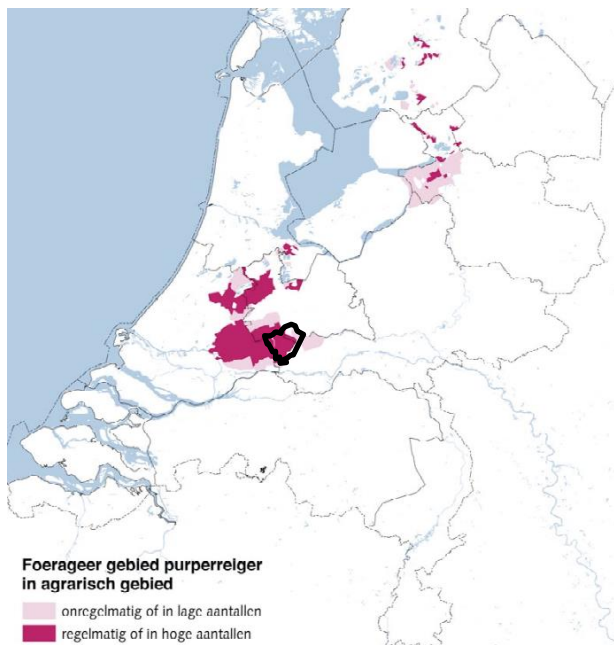 Foerageer gebied purperreiger
in agrarisch gebied
onregelmatig of in lage aantallen
regelmatig of in hoge aantallen